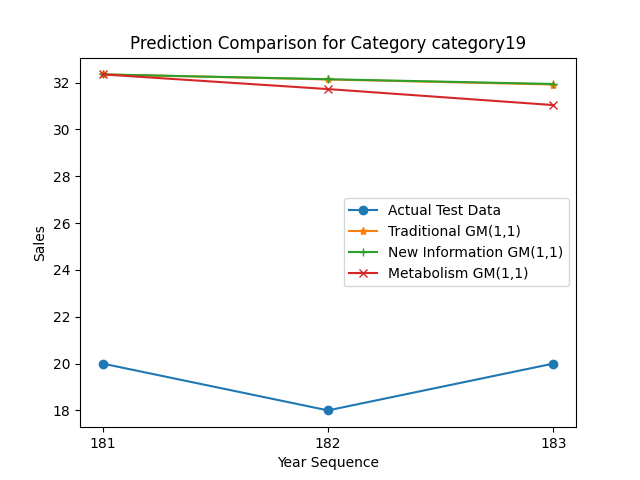 Prediction Comparison for Category category19
Sales
32
30
28
26
24
22
20
18
Actual Test Data
Traditional GM(1,1)
New Information GM(1,1)
Metabolism GM(1,1)
181
182
183
Year Sequence